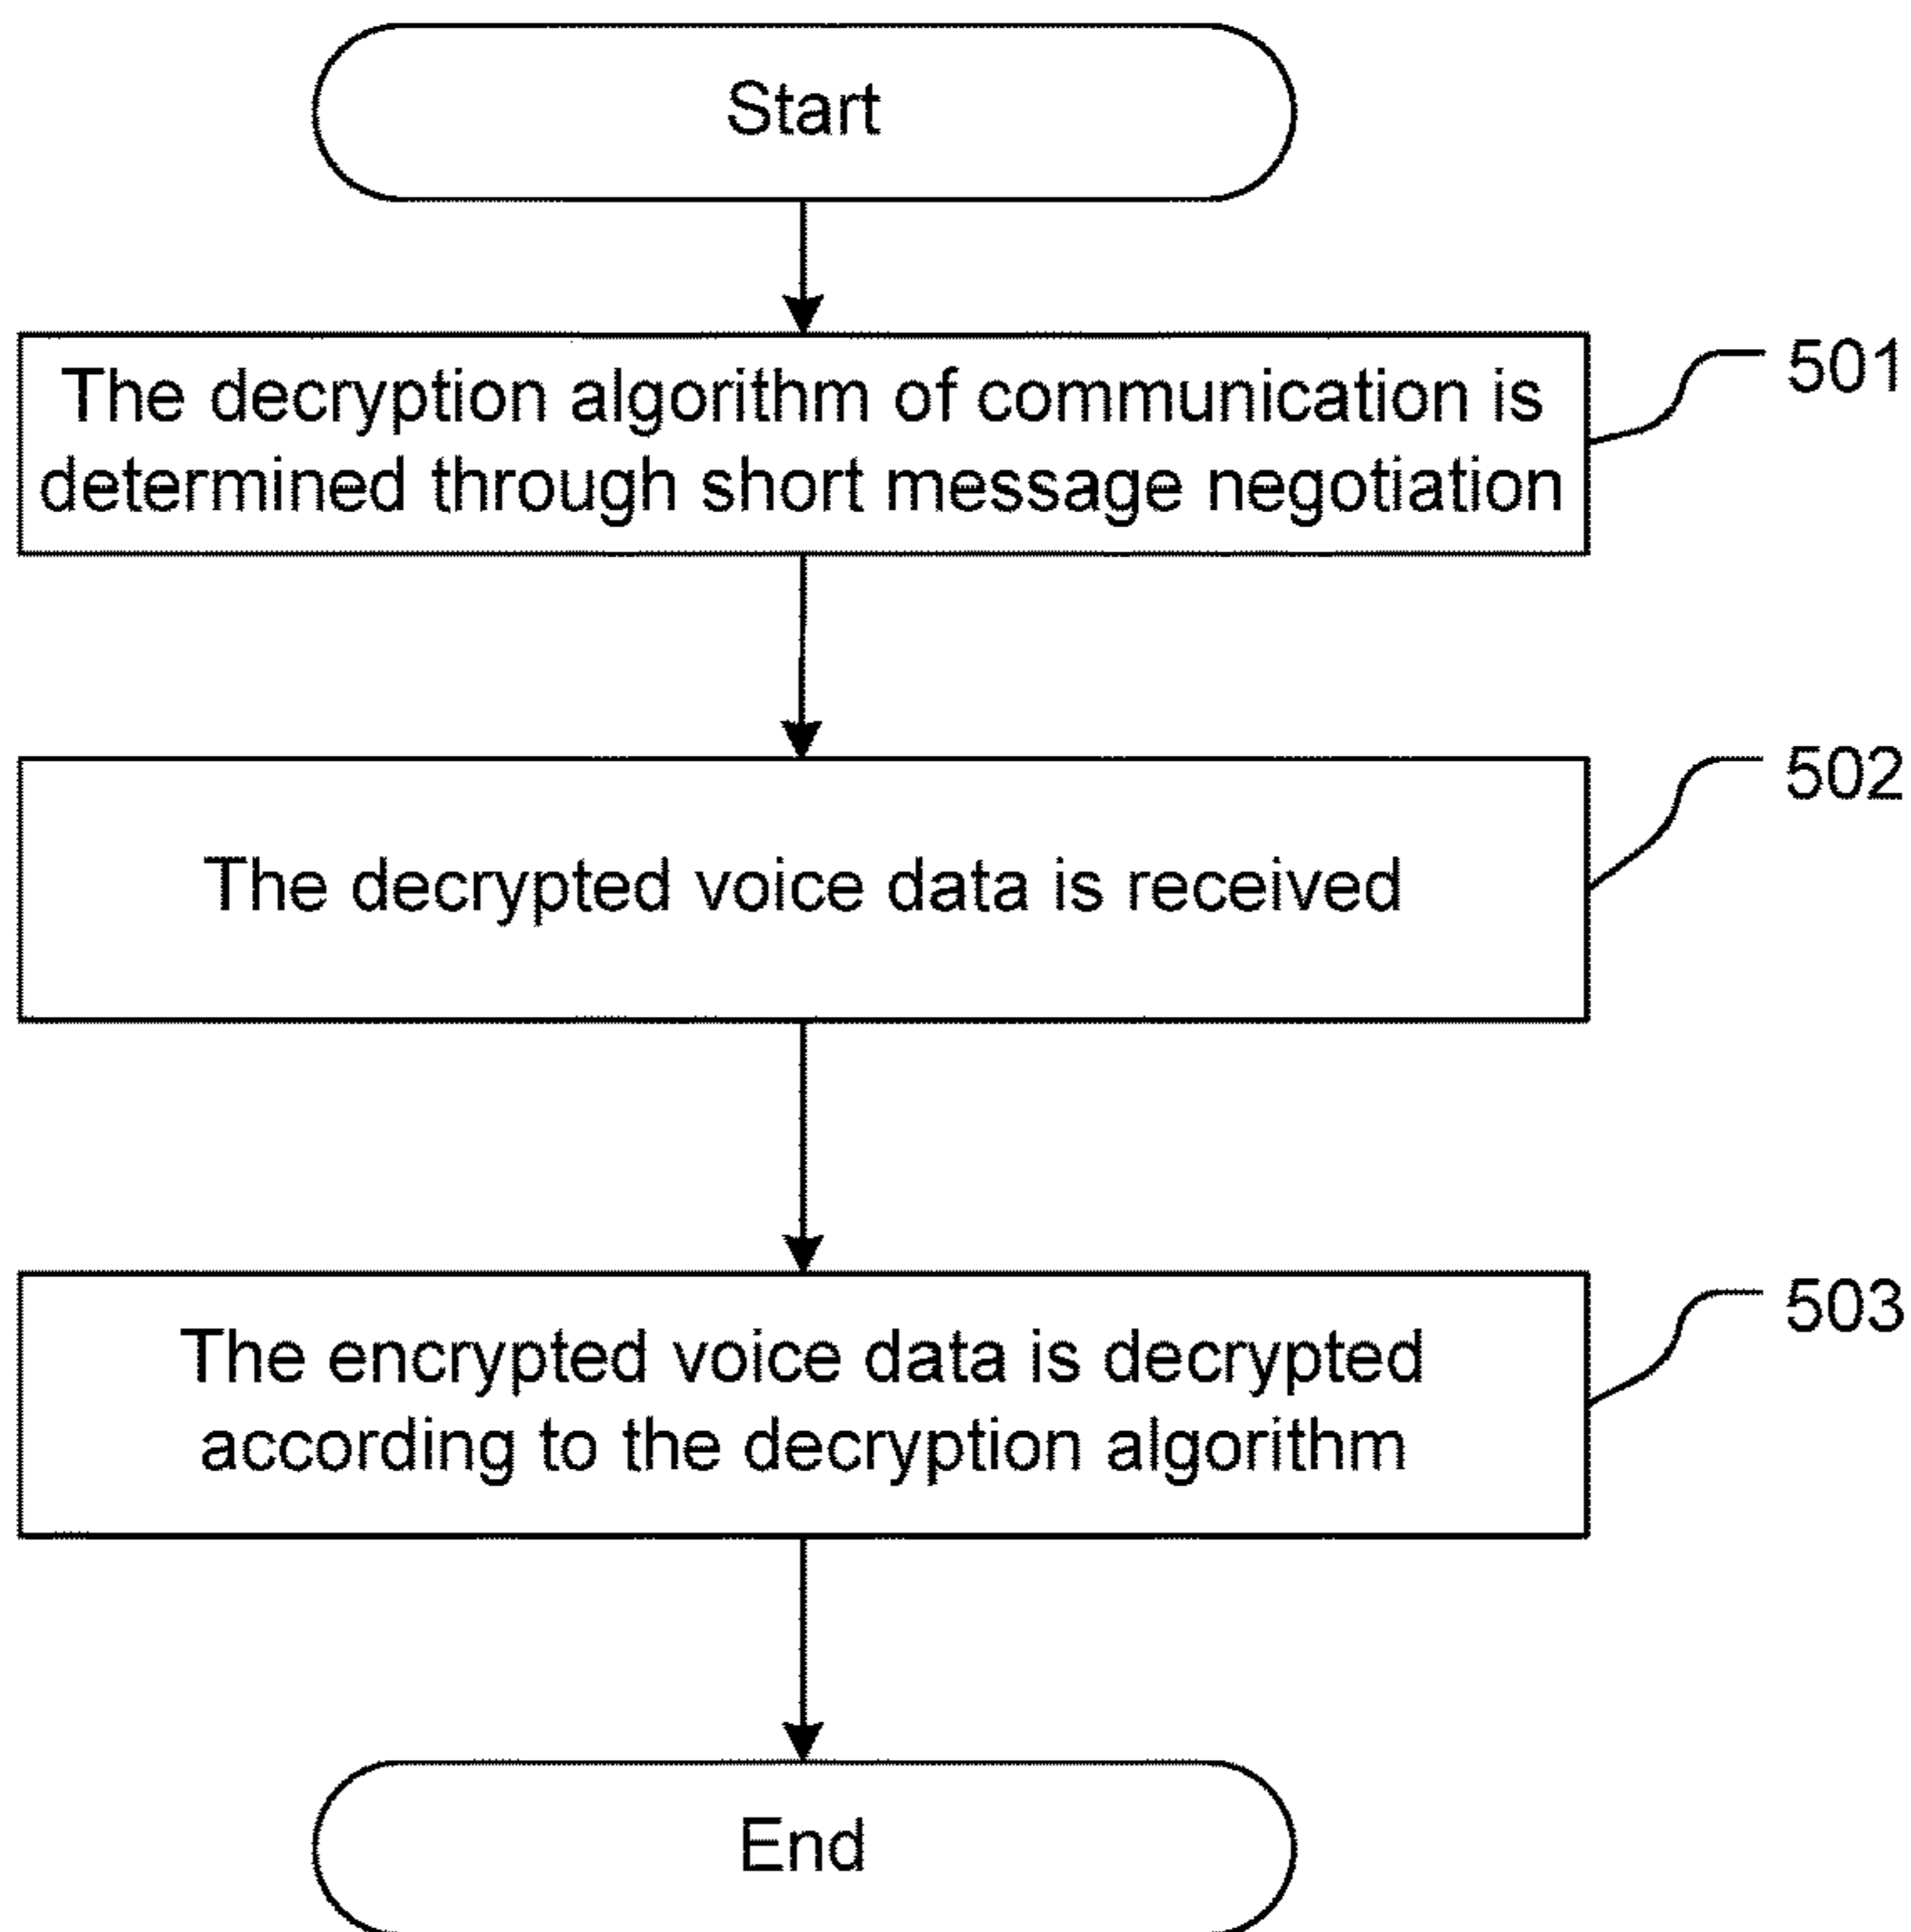 Start
The decryption algorithm of communication is
determined through short message negotiation
501
The decrypted voice data is received
502
The encrypted voice data is decrypted
according to the decryption algorithm
503
End